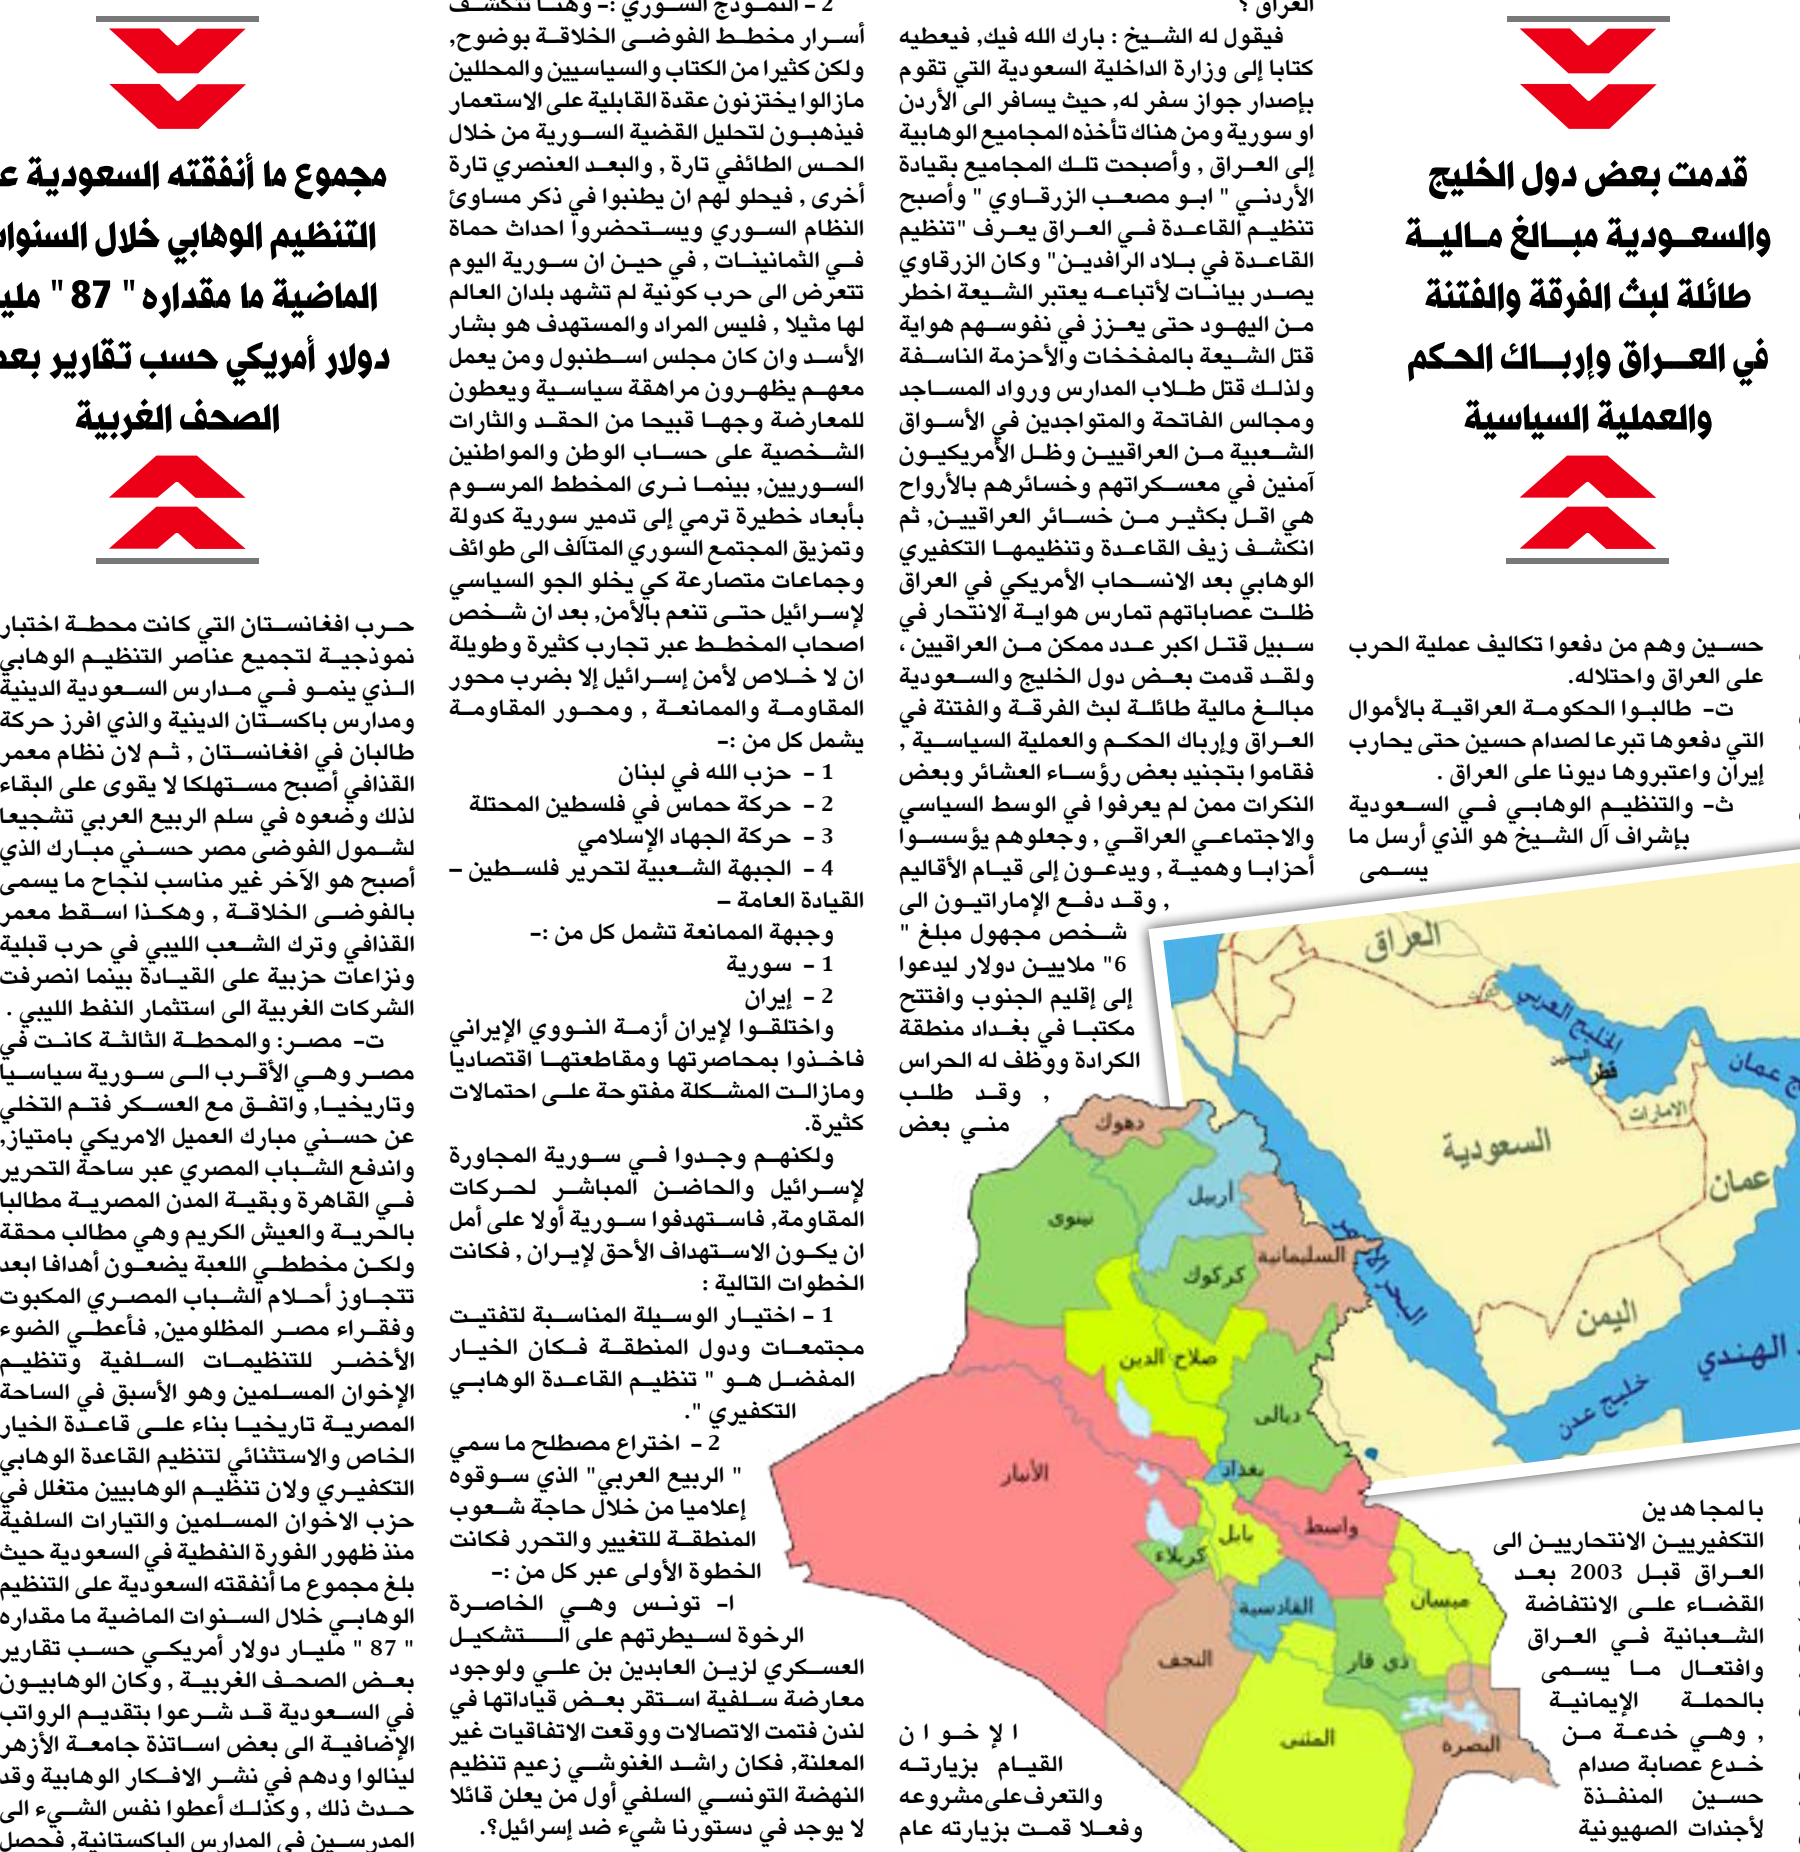 قدمت بعض دول الخليج
والسعودية مبالغ مالية
طائلة لبث الفرقة والفتنة
في العراق وإرباك الحكم
والعملية السياسية
حسين وهم من دفعوا تكاليف عملية الحرب
على العراق واحتلاله.
ت- طالبوا الحكومة العراقية بالأموال
التي دفعوها تبرعا لصدام حسين حتى يحارب
إيران واعتبروها ديونا على العراق .
ث- والتنظيم الوهابي في السعودية
بإشراف آل الشيخ هو الذي أرسل ما
يسمى
بالمجاهدين
التكفيريين الانتحاريين الى
العراق قبل 2003 بعد
القضاء على الانتفاضة
الشعبانية في العراق
وافتعال ما يسمى
بالحملة الإيمانية
, وهي خدعة من
خدع عصابة صدام
حسين المنفذة
لأجندات الصهيونية
العراق ؟
فيقول له الشيخ : بارك الله فيك, فيعطيه
كتابا إلى وزارة الداخلية السعودية التي تقوم
بإصدار جواز سفر له, حيث يسافر الى الأردن
او سورية ومن هناك تأخذه المجاميع الوهابية
إلى العراق , وأصبحت تلك المجاميع بقيادة
الأردني " ابو مصعب الزرقاوي " وأصبح
تنظيم القاعدة في العراق يعرف "تنظيم
القاعدة في بلاد الرافدين" وكان الزرقاوي
يصدر بيانات لأتباعه يعتبر الشيعة اخطر
من اليهود حتى يعزز في نفوسهم هواية
قتل الشيعة بالمفخخات والأحزمة الناسفة
ولذلك قتل طلاب المدارس ورواد المساجد
ومجالس الفاتحة والمتواجدين في الأسواق
الشعبية من العراقيين وظل الأمريكيون
آمنين في معسكراتهم وخسائرهم بالأرواح
هي اقل بكثير من خسائر العراقيين, ثم
انكشف زيف القاعدة وتنظيمها التكفيري
الوهابي بعد الانسحاب الأمريكي في العراق
ظلت عصاباتهم تمارس هواية الانتحار في
سبيل قتل اكبر عدد ممكن من العراقيين ،
ولقد قدمت بعض دول الخليج والسعودية
مبالغ مالية طائلة لبث الفرقة والفتنة في
العراق وإرباك الحكم والعملية السياسية ,
فقاموا بتجنيد بعض رؤساء العشائر وبعض
النكرات ممن لم يعرفوا في الوسط السياسي
والاجتماعي العراقي , وجعلوهم يؤسسوا
أحزابا وهمية , ويدعون إلى قيام الأقاليم
, وقد دفع الإماراتيون الى
شخص مجهول مبلغ "
6" ملايين دولار ليدعوا
إلى إقليم الجنوب وافتتح
مكتبا في بغداد منطقة
الكرادة ووظف له الحراس
, وقد طلب
مني بعض
الإخوان
القيام بزيارته
والتعرف على مشروعه
وفعلا قمت بزيارته عام
2 - النموذج السوري :- وهنا تتكشف
أسرار مخطط الفوضى الخلاقة بوضوح,
ولكن كثيرا من الكتاب والسياسيين والمحللين
مازالوا يختزنون عقدة القابلية على الاستعمار
فيذهبون لتحليل القضية السورية من خلال
الحس الطائفي تارة , والبعد العنصري تارة
أخرى , فيحلو لهم ان يطنبوا في ذكر مساوئ
النظام السوري ويستحضروا احداث حماة
في الثمانينات , في حين ان سورية اليوم
تتعرض الى حرب كونية لم تشهد بلدان العالم
لها مثيلا , فليس المراد والمستهدف هو بشار
الأسد وان كان مجلس اسطنبول ومن يعمل
معهم يظهرون مراهقة سياسية ويعطون
للمعارضة وجها قبيحا من الحقد والثارات
الشخصية على حساب الوطن والمواطنين
السوريين, بينما نرى المخطط المرسوم
بأبعاد خطيرة ترمي إلى تدمير سورية كدولة
وتمزيق المجتمع السوري المتآلف الى طوائف
وجماعات متصارعة كي يخلو الجو السياسي
لإسرائيل حتى تنعم بالأمن, بعد ان شخص
اصحاب المخطط عبر تجارب كثيرة وطويلة
ان لا خلاص لأمن إسرائيل إلا بضرب محور
المقاومة والممانعة , ومحور المقاومة
يشمل كل من :-
1 - حزب الله في لبنان
2 - حركة حماس في فلسطين المحتلة
3 - حركة الجهاد الإسلامي
4 - الجبهة الشعبية لتحرير فلسطين –
القيادة العامة –
وجبهة الممانعة تشمل كل من :-
1 - سورية
2 - إيران
واختلقوا لإيران أزمة النووي الإيراني
فاخذوا بمحاصرتها ومقاطعتها اقتصاديا
ومازالت المشكلة مفتوحة على احتمالات
كثيرة.
ولكنهم وجدوا في سورية المجاورة
لإسرائيل والحاضن المباشر لحركات
المقاومة, فاستهدفوا سورية أولا على أمل
ان يكون الاستهداف الأحق لإيران , فكانت
الخطوات التالية :
1 - اختيار الوسيلة المناسبة لتفتيت
مجتمعات ودول المنطقة فكان الخيار
المفضل هو " تنظيم القاعدة الوهابي
التكفيري ".
2 - اختراع مصطلح ما سمي
" الربيع العربي" الذي سوقوه
إعلاميا من خلال حاجة شعوب
المنطقة للتغيير والتحرر فكانت
الخطوة الأولى عبر كل من :-
ا- تونس وهي الخاصرة
الرخوة لسيطرتهم على التشكيل
العسكري لزين العابدين بن علي ولوجود
معارضة سلفية استقر بعض قياداتها في
لندن فتمت الاتصالات ووقعت الاتفاقيات غير
المعلنة, فكان راشد الغنوشي زعيم تنظيم
النهضة التونسي السلفي أول من يعلن قائلا
لا يوجد في دستورنا شيء ضد إسرائيل؟.
مجموع ما أنفقته السعودية
التنظيم الوهابي خلال
الماضية ما مقداره " 87 "
دولار أمريكي حسب تقارير
الصحف الغربية
حرب افغانستان التي كانت محطة اختبار
نموذجية لتجميع عناصر التنظيم الوهابي
الذي ينمو في مدارس السعودية الدينية
ومدارس باكستان الدينية والذي افرز حركة
طالبان في افغانستان , ثم لان نظام معمر
القذافي أصبح مستهلكا لا يقوى على البقاء
لذلك وضعوه في سلم الربيع العربي تشجيعا
لشمول الفوضى مصر حسني مبارك الذي
أصبح هو الآخر غير مناسب لنجاح ما يسمى
بالفوضى الخلاقة , وهكذا اسقط معمر
القذافي وترك الشعب الليبي في حرب قبلية
ونزاعات حزبية على القيادة بينما انصرفت
الشركات الغربية الى استثمار النفط الليبي .
ت- مصر: والمحطة الثالثة كانت في
مصر وهي الأقرب الى سورية سياسيا
وتاريخيا, واتفق مع العسكر فتم التخلي
عن حسني مبارك العميل الامريكي بامتياز,
واندفع الشباب المصري عبر ساحة التحرير
في القاهرة وبقية المدن المصرية مطالبا
بالحرية والعيش الكريم وهي مطالب محقة
ولكن مخططي اللعبة يضعون أهدافا ابعد
تتجاوز أحلام الشباب المصري المكبوت
وفقراء مصر المظلومين, فأعطي الضوء
الأخضر للتنظيمات السلفية وتنظيم
الإخوان المسلمين وهو الأسبق في الساحة
المصرية تاريخيا بناء على قاعدة الخيار
الخاص والاستثنائي لتنظيم القاعدة الوهابي
التكفيري ولان تنظيم الوهابيين متغلل في
حزب الاخوان المسلمين والتيارات السلفية
منذ ظهور الفورة النفطية في السعودية حيث
بلغ مجموع ما أنفقته السعودية على التنظيم
الوهابي خلال السنوات الماضية ما مقداره
" 87 " مليار دولار أمريكي حسب تقارير
بعض الصحف الغربية , وكان الوهابيون
في السعودية قد شرعوا بتقديم الرواتب
الإضافية الى بعض اساتذة جامعة الأزهر
لينالوا ودهم في نشر الافكار الوهابية وقد
حدث ذلك , وكذلك أعطوا نفس الشيء الى
المدرسين في المدارس الباكستانية, فحصل
العراق
الكويت
الخليج العربي
البحرين
قطر
عمان
الامارات
السعودية
عمان
البحر الاحمر
اليمن
الهندي
خليج عدن
دهوك
أربيل
نينوى
السليمانية
كركوك
صلاح الدين
ديالى
الأنبار
بغداد
واسط
بابل
كربلاء
ميسان
القادسية
النجف
ذي قار
المثنى
البصرة